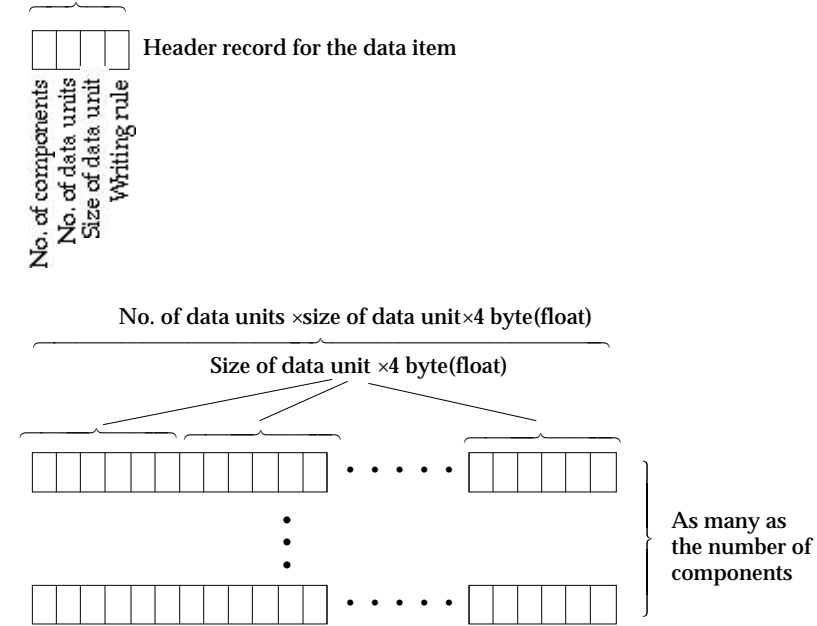 Header record for the data item
No. of components
No. of data units
Size of data unit
Writing rule
No. of data units ×size of data unit×4 byte(float)
Size of data unit ×4 byte(float)
As many as
the number of
components